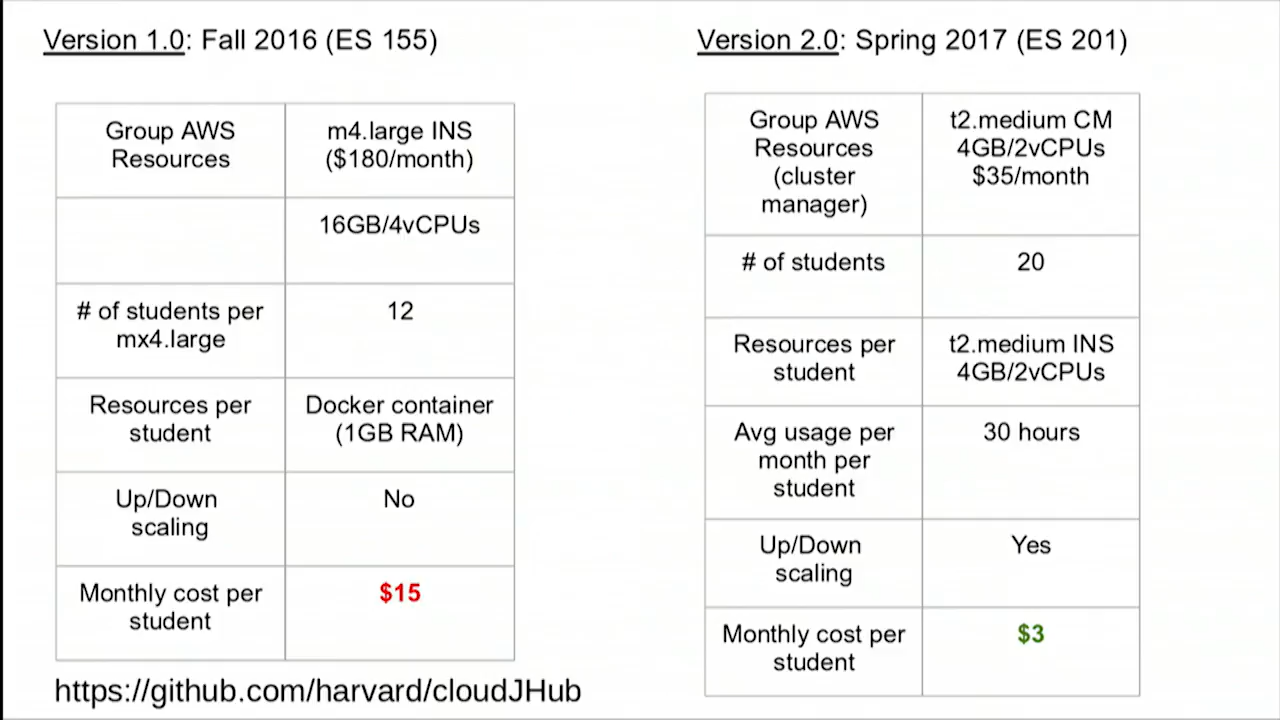 Version 1.0: Fall 2016 (ES 155)
Group AWS
Resources
m4.large INS
($180/month)
16GB/4vCPUs
# of students per
mx4.large
12
Resources per
student
Docker container
(1GB RAM)
Up/Down
scaling
No
Monthly cost per
student
$15
https://github.com/harvard/cloudJHub
Version 2.0: Spring 2017 (ES 201)
Group AWS
Resources
(cluster
manager)
t2.medium CM
4GB/2vCPUs
$35/month
# of students
20
Resources per
student
t2.medium INS
4GB/2vCPUs
Avg usage per
month per
student
30 hours
Up/Down
scaling
Yes
Monthly cost per
student
$3